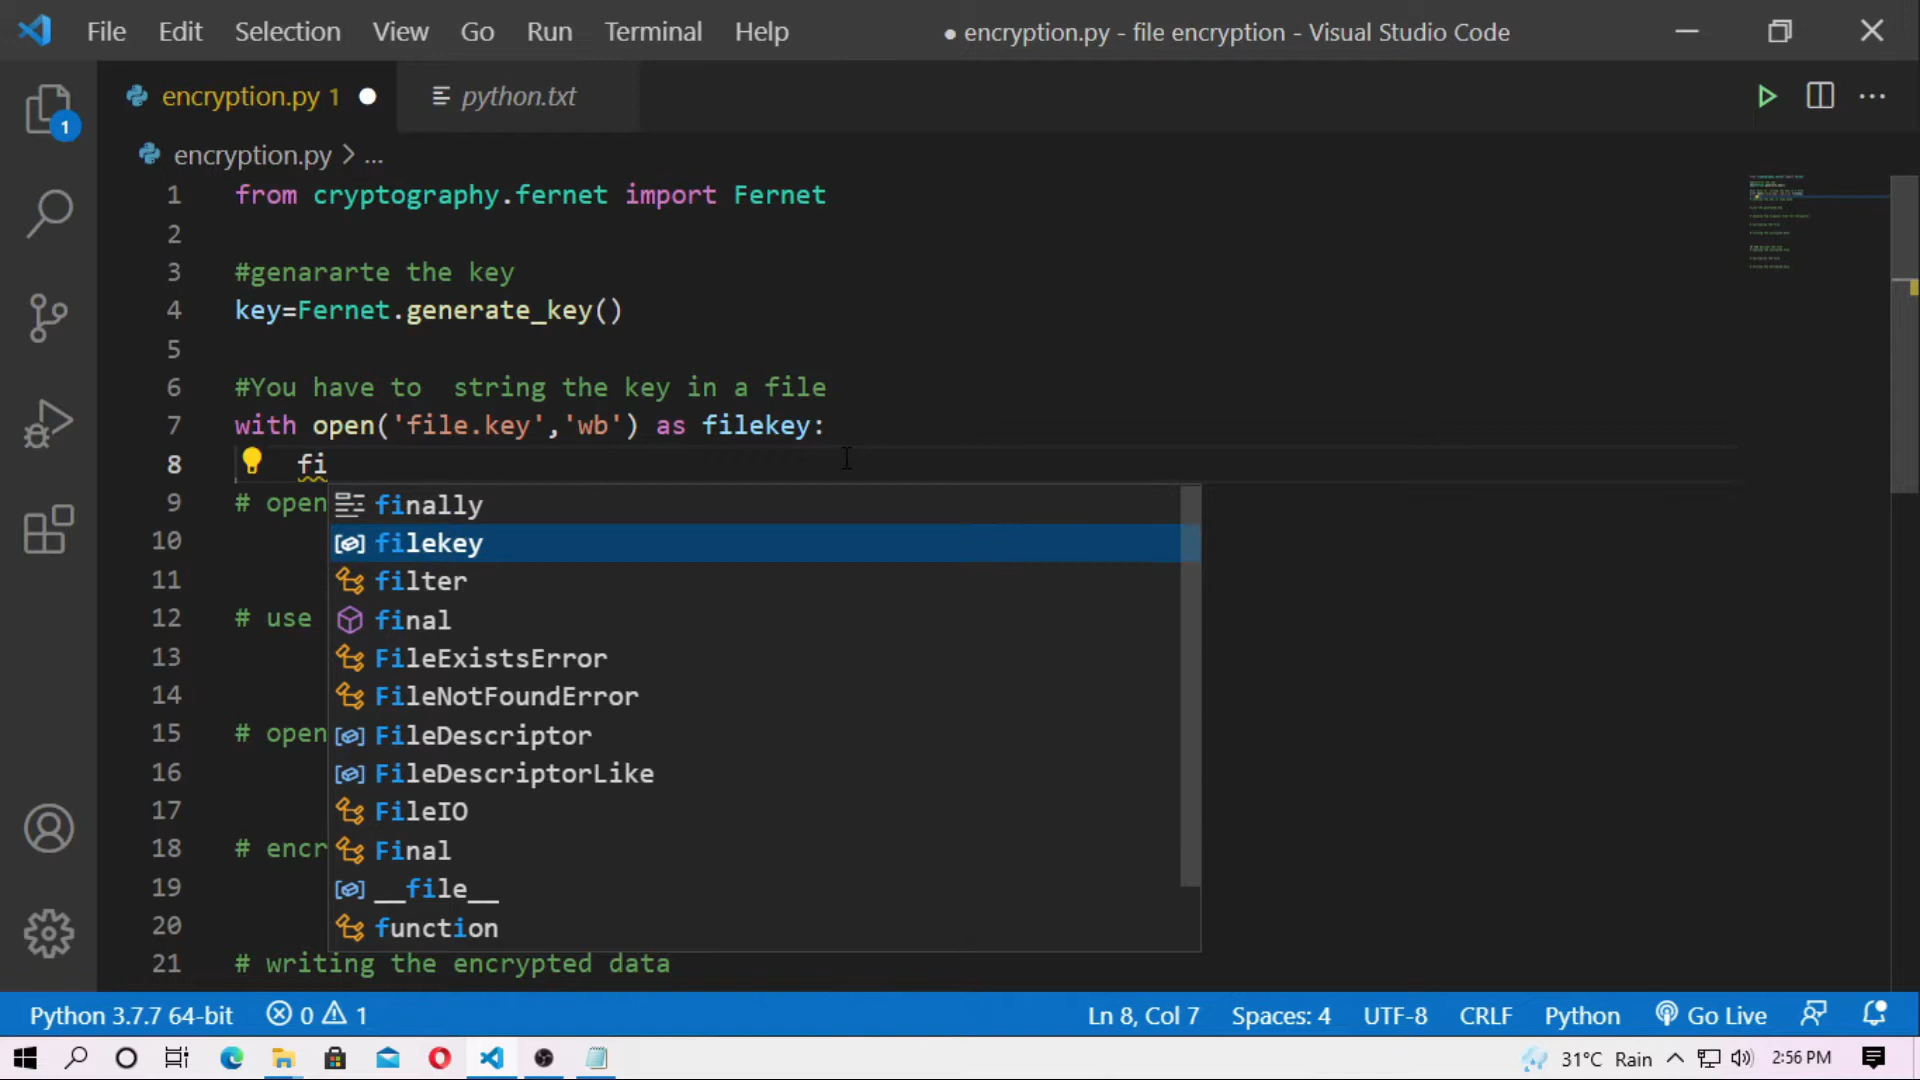 File Edit Selection View Go Run Terminal Help ● encryption.py - file encryption - Visual Studio Code
encryption.py 1 python.txt
1
encryption.py > ...
1 from cryptography.fernet import Fernet
2
3 #genararte the key
4 key=Fernet.generate_key()
5
6 #You have to  string the key in a file
7 with open('file.key','wb') as filekey:
8 fi
9 # open
finally
10
filekey
11
filter
12 # use
final
13
FileExistsError
14
FileNotFoundError
15 # open
FileDescriptor
16
FileDescriptorLike
17
FileIO
18 # encr
Final
19
__file__
20
function
21 # writing the encrypted data
Python 3.7.7 64-bit 0 1 Ln 8, Col 7 Spaces: 4 UTF-8 CRLF Python Go Live
31°C Rain 2:56 PM